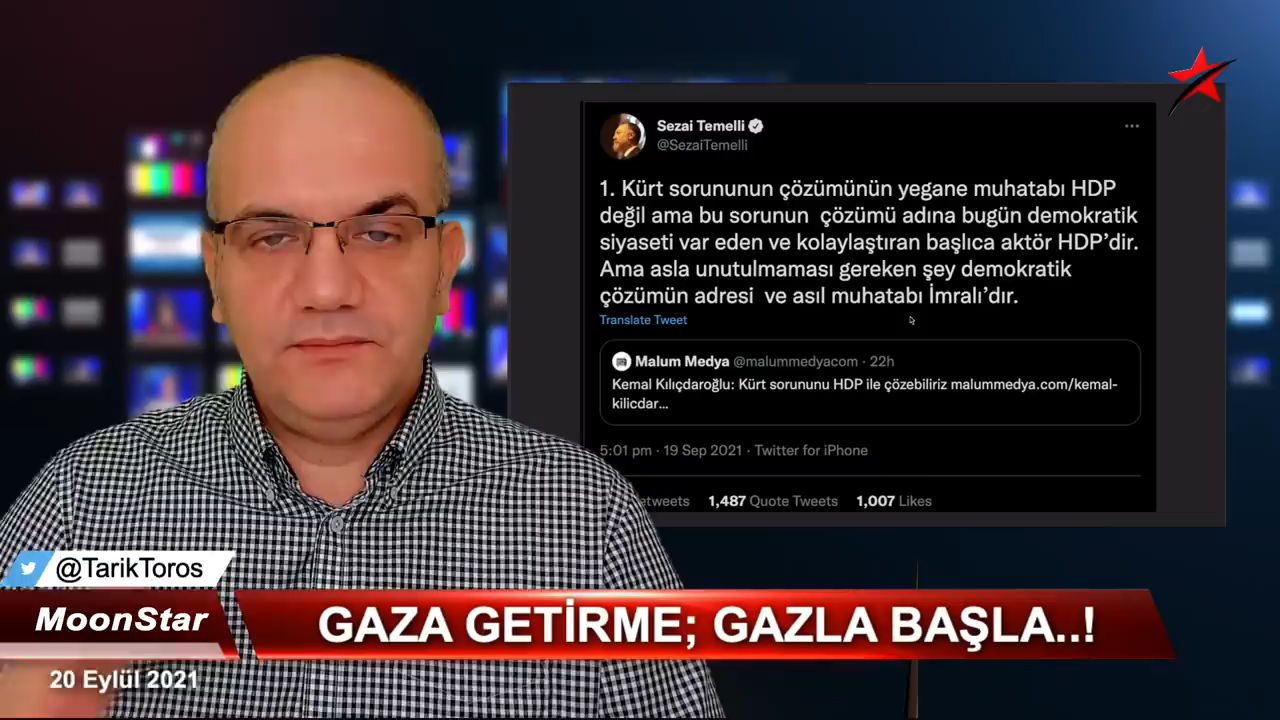 Sezai Temelli
@SezaiTemelli
1. Kürt sorununun çözümünün yegane muhatabı HDP
değil ama bu sorunun çözümü adına bugün demokratik
siyaseti var eden ve kolaylaştıran başlıca aktör HDP'dir.
Ama asla unutulmaması gereken şey demokratik
çözümün adresi ve asıl muhatabı İmralı'dır.
Translate Tweet
Malum Medya @malummedyacom · 22h
Kemal Kılıçdaroğlu: Kürt sorununu HDP ile çözebiliriz malummedya.com/kemal-
kilicdar...
5:01 pm · 19 Sep 2021 · Twitter for iPhone
1,487 Quote Tweets 1,007 Likes
@TarikToros
MoonStar
GAZA GETİRME; GAZLA BAŞLA..!
20 Eylül 2021